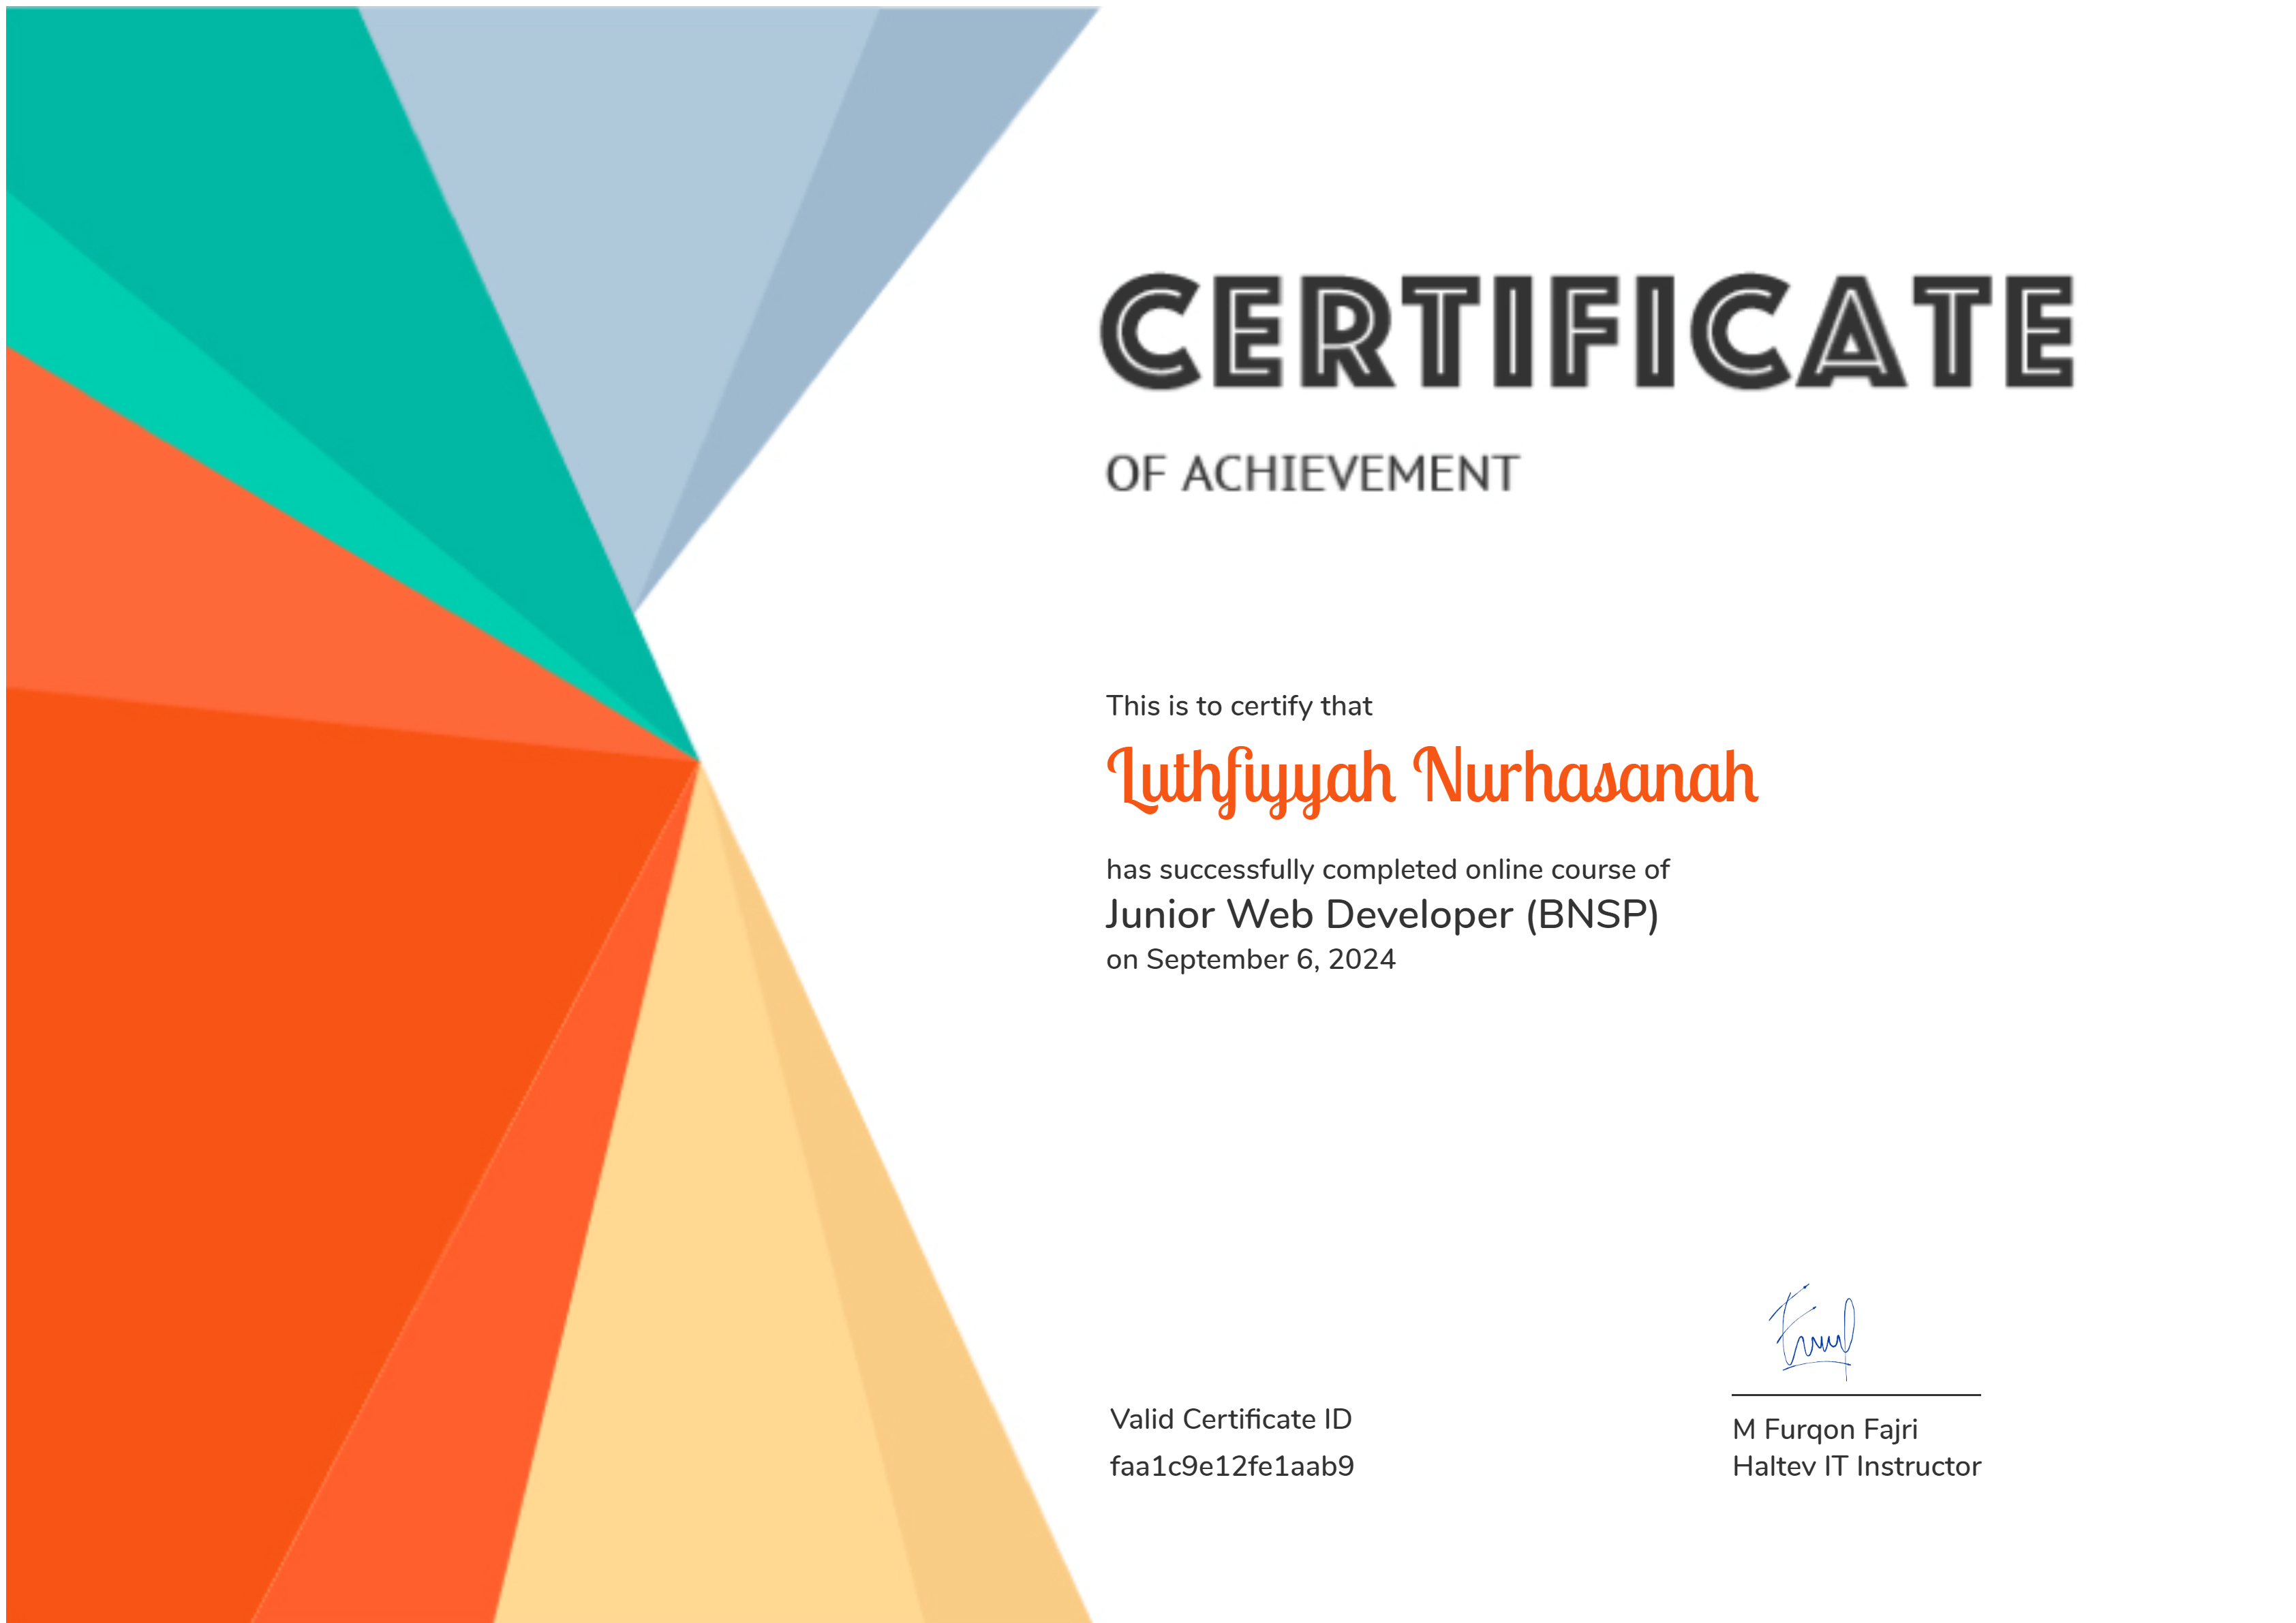 CERTIFICATE
OF ACHIEVEMENT
This is to certify that
Luthfiyyah Nurhasanah
has successfully completed online course of
Junior Web Developer (BNSP)
on September 6, 2024
Valid Certificate ID
faa1c9e12fe1aab9
M Furqon Fajri
Haltev IT Instructor